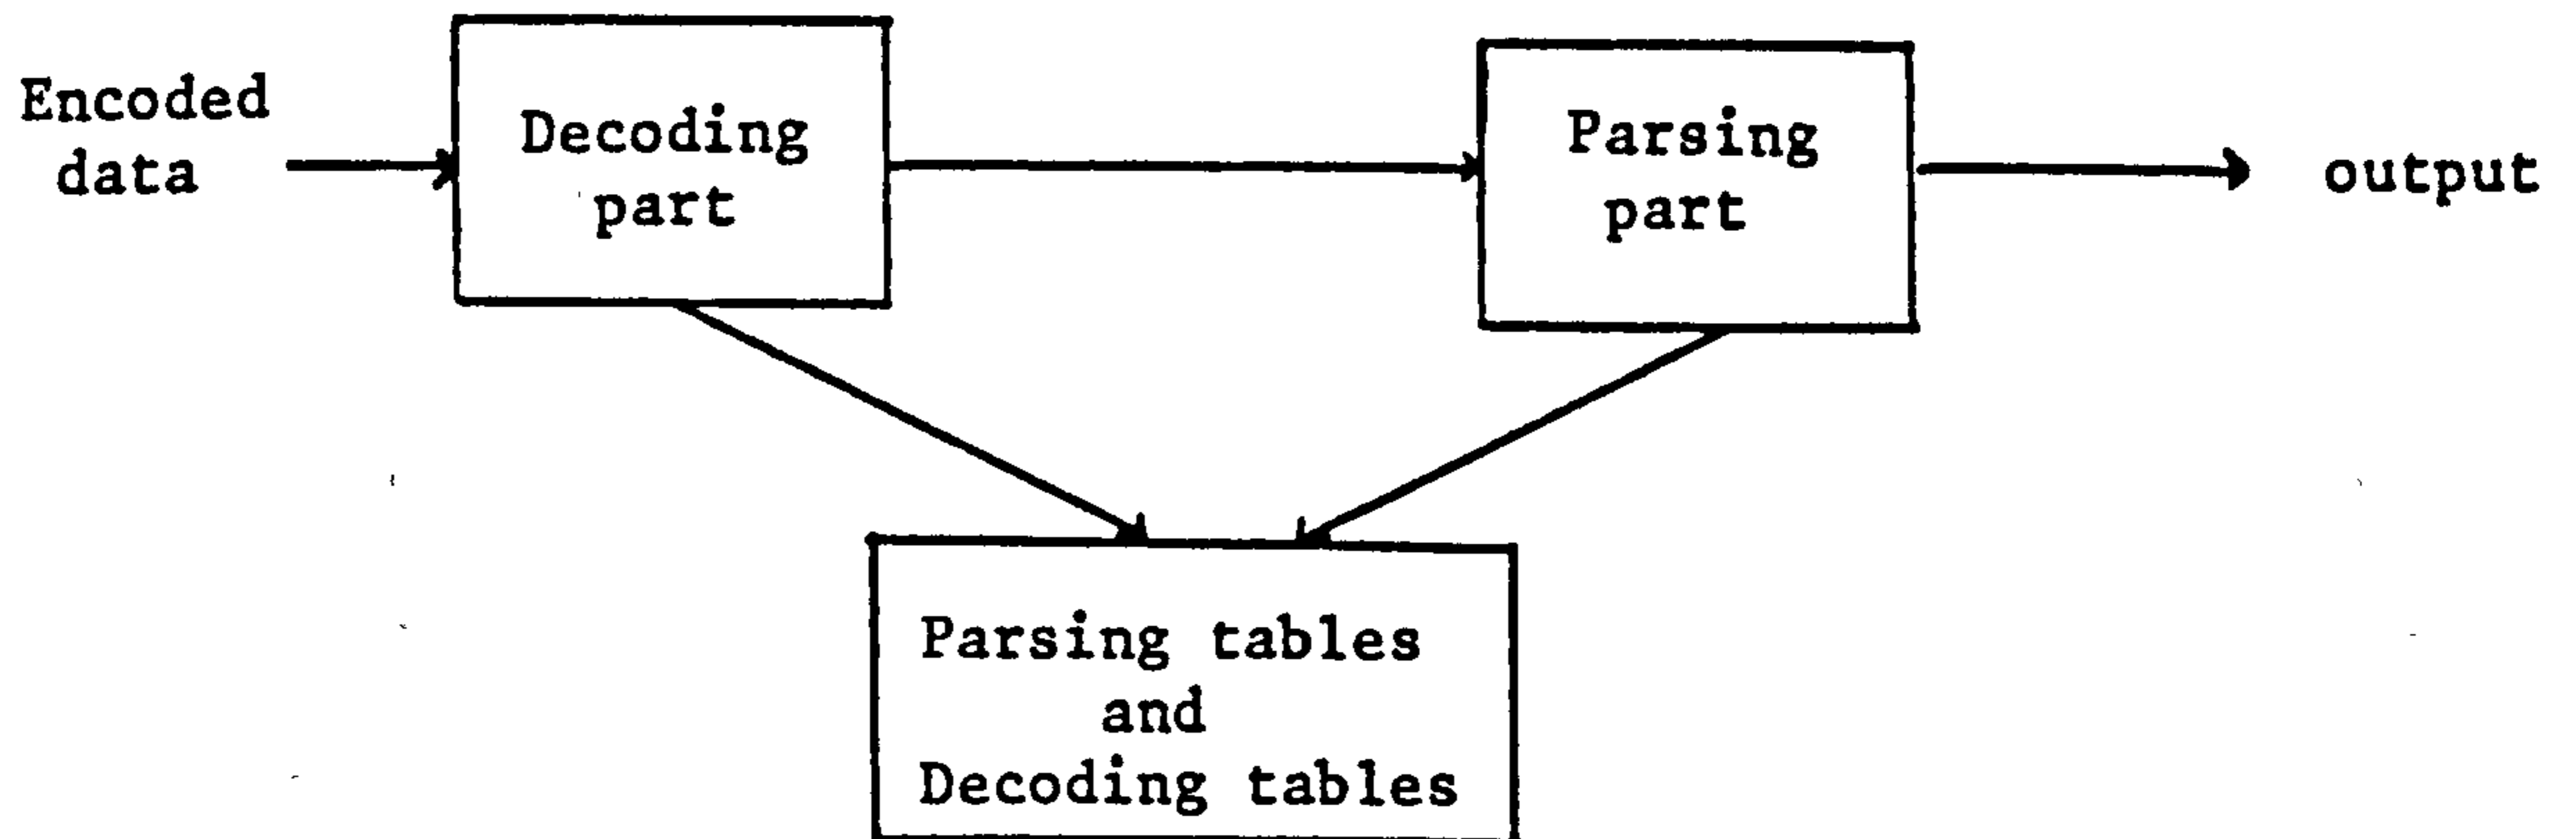 Encoded
data
Decoding
part
Parsing
part
output
Parsing tables
and
Decoding tables